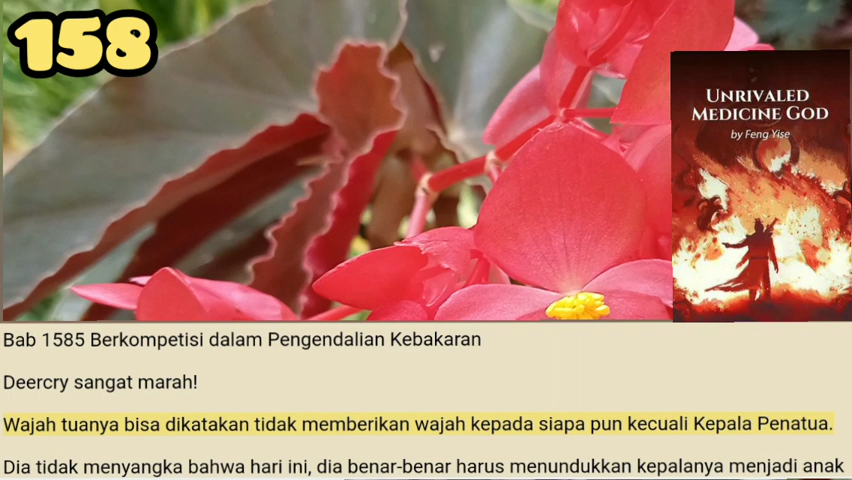 158
UNRIVALED
MEDICINE GOD
by Feng Yise
Bab 1585 Berkompetisi dalam Pengendalian Kebakaran
Deercry sangat marah!
Wajah tuanya bisa dikatakan tidak memberikan wajah kepada siapa pun kecuali Kepala Penatua.
Dia tidak menyangka bahwa hari ini, dia benar-benar harus menundukkan kepalanya menjadi anak